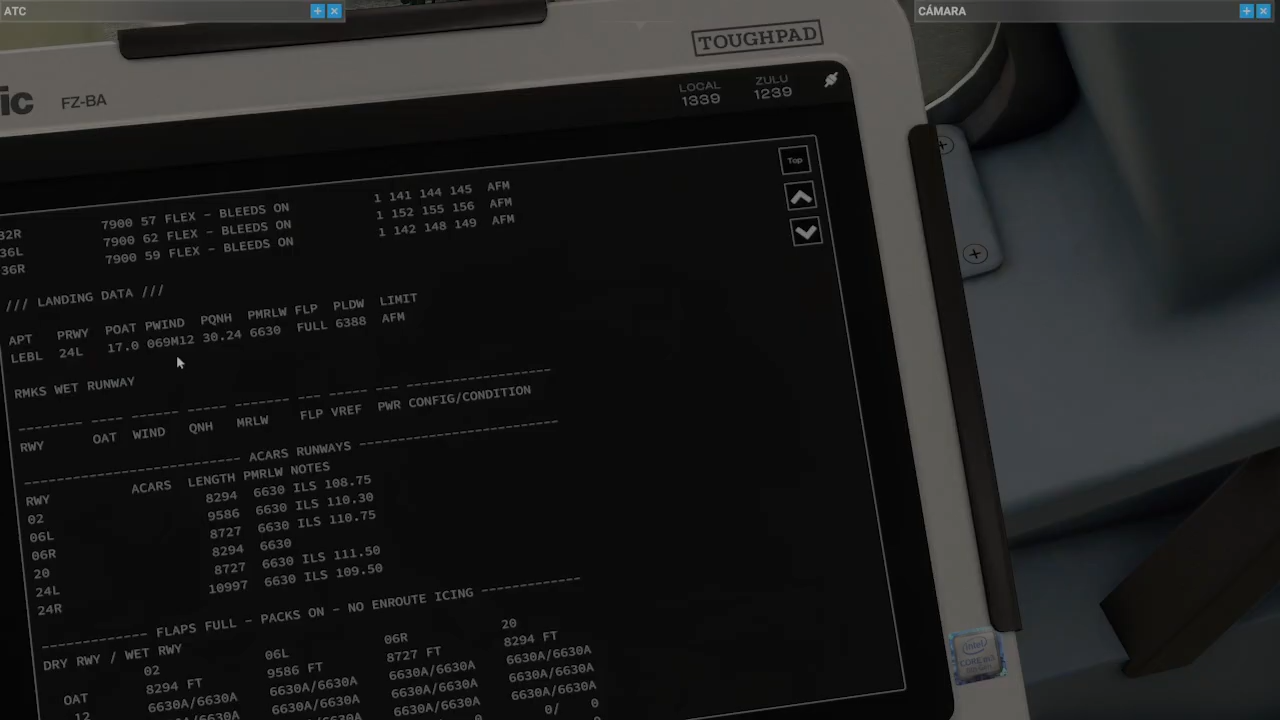 ATC
CÁMARA
TOUGHPAD
ic FZ-BA
LOCAL ZULU
1339 1239
Top
32R 7900 57 FLEX - BLEEDS ON 1 141 144 145 AFM
36L 7900 62 FLEX - BLEEDS ON 1 152 155 156 AFM
36R 7900 59 FLEX - BLEEDS ON 1 142 148 149 AFM
/// LANDING DATA ///
APT PRWY POAT PWIND PQNH PMRLW FLP PLDW LIMIT
LEBL 24L 17.0 069M12 30.24 6630 FULL 6388 AFM
RMKS WET RUNWAY
RWY OAT WIND QNH MRLW FLP VREF PWR CONFIG/CONDITION
ACARS RUNWAYS
RWY ACARS LENGTH PMRLW NOTES
02 8294 6630 ILS 108.75
06L 9586 6630 ILS 110.30
06R 8727 6630 ILS 110.75
20 8294 6630
24L 8727 6630 ILS 111.50
24R 10997 6630 ILS 109.50
FLAPS FULL - PACKS ON - NO ENROUTE ICING
DRY RWY / WET RWY
02 06L 06R 20
OAT 8294 FT 9586 FT 8727 FT 8294 FT
12 6630A/6630A 6630A/6630A 6630A/6630A 6630A/6630A
6630A/6630A 6630A/6630A 6630A/6630A
6630A/6630A
0 0/ 0
intel
CORE